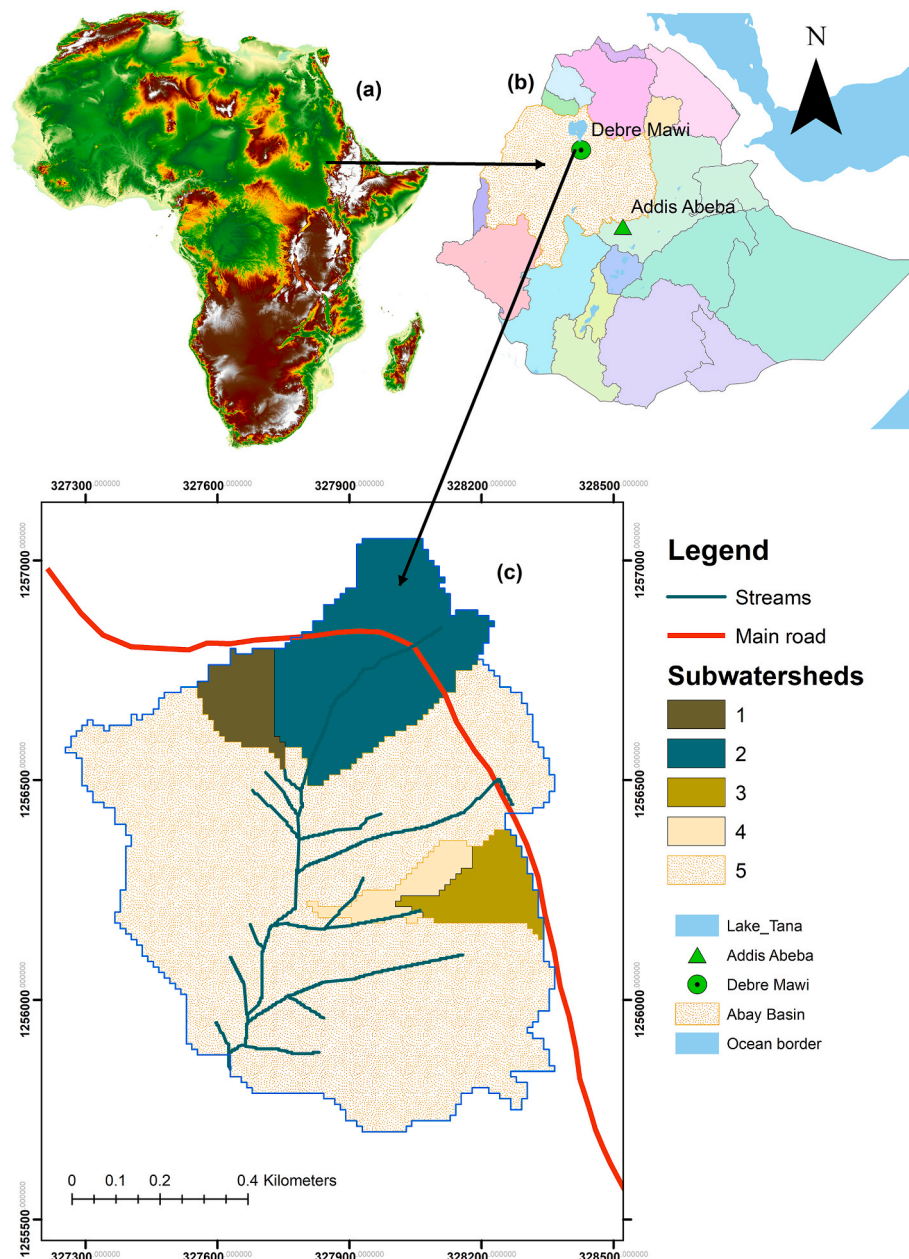 (a)
(b)
N
Debre Mawi
Addis Abeba
327300.000000
327600.000000
327900.000000
328200.000000
328500.000000
(c)
1257000.000000
1257000.000000
1256500.000000
1256500.000000
1256000.000000
1256000.000000
1255500.000000
1255500.000000
0 0.1 0.2 0.4 Kilometers
327300.000000
327600.000000
327900.000000
328200.000000
328500.000000
Legend
Streams
Main road
Subwatersheds
1
2
3
4
5
Lake_Tana
Addis Abeba
Debre Mawi
Abay Basin
Ocean border